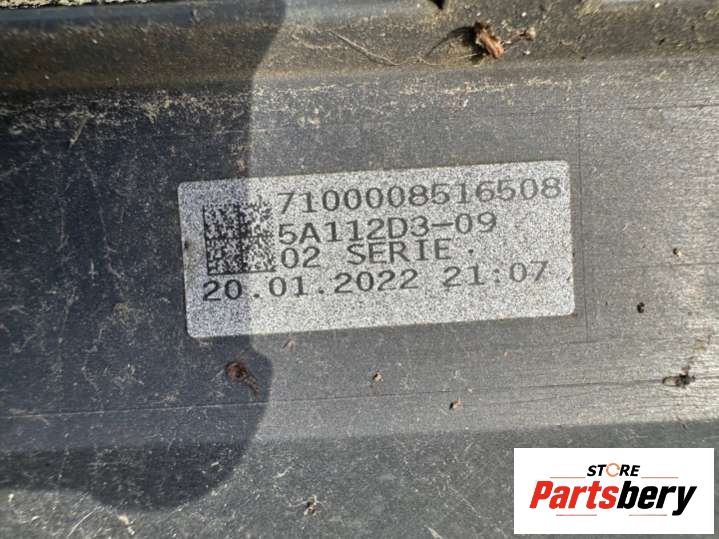 7100008516508
5A112D3-09
02 SERIE.
20.01.2022 21:07
STORE
Partsbery